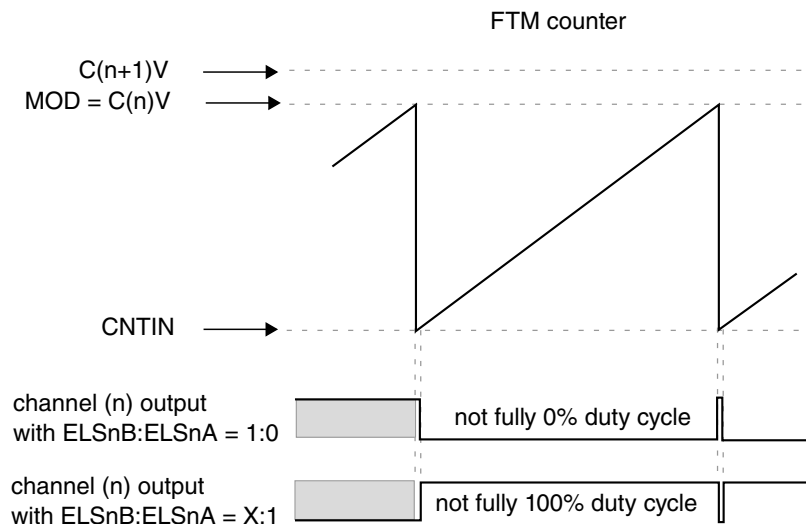 FTM counter
C(n+1)V
MOD = C(n)V
CNTIN
channel (n) output
with ELSnB:ELSnA = 1:0
not fully 0% duty cycle
channel (n) output
with ELSnB:ELSnA = X:1
not fully 100% duty cycle